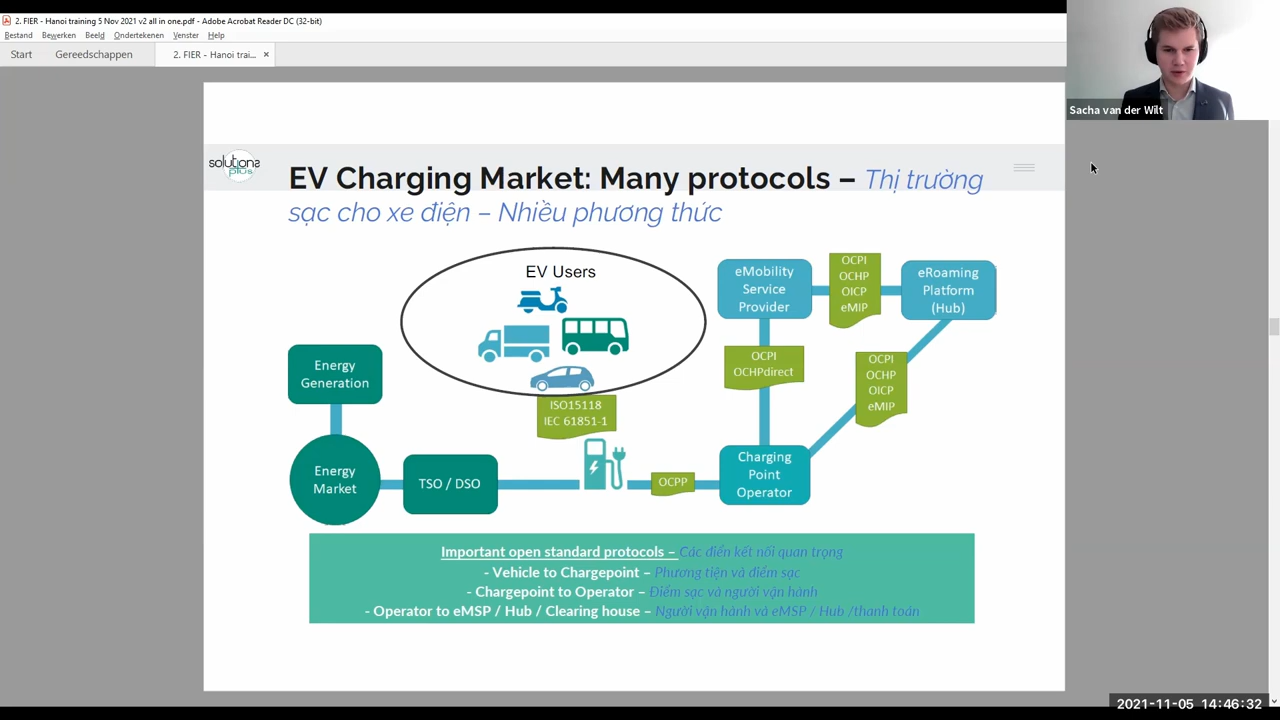 2. FIER - Hanoi training 5 Nov 2021 v2 all in one.pdf - Adobe Acrobat Reader DC (32-bit)
Bestand Bewerken Beeld Ondertekenen Venster Help
Start Gereedschappen 2. FIER - Hanoi trai... ×
Sacha van der Wilt
solutions
plus
EV Charging Market: Many protocols – Thị trường
sạc cho xe điện – Nhiều phương thức
EV Users
eMobility
Service
Provider
OCPI
OCHP
OICP
eMIP
eRoaming
Platform
(Hub)
Energy
Generation
OCPI
OCHPdirect
OCPI
OCHP
OICP
eMIP
ISO15118
IEC 61851-1
Energy
Market
TSO / DSO
OCPP
Charging
Point
Operator
Important open standard protocols – Các điển kết nối quan trọng
- Vehicle to Chargepoint – Phương tiện và điểm sạc
- Chargepoint to Operator – Điểm sạc và người vận hành
- Operator to eMSP / Hub / Clearing house – Người vận hành và eMSP / Hub /thanh toán
2021-11-05 14:46:32